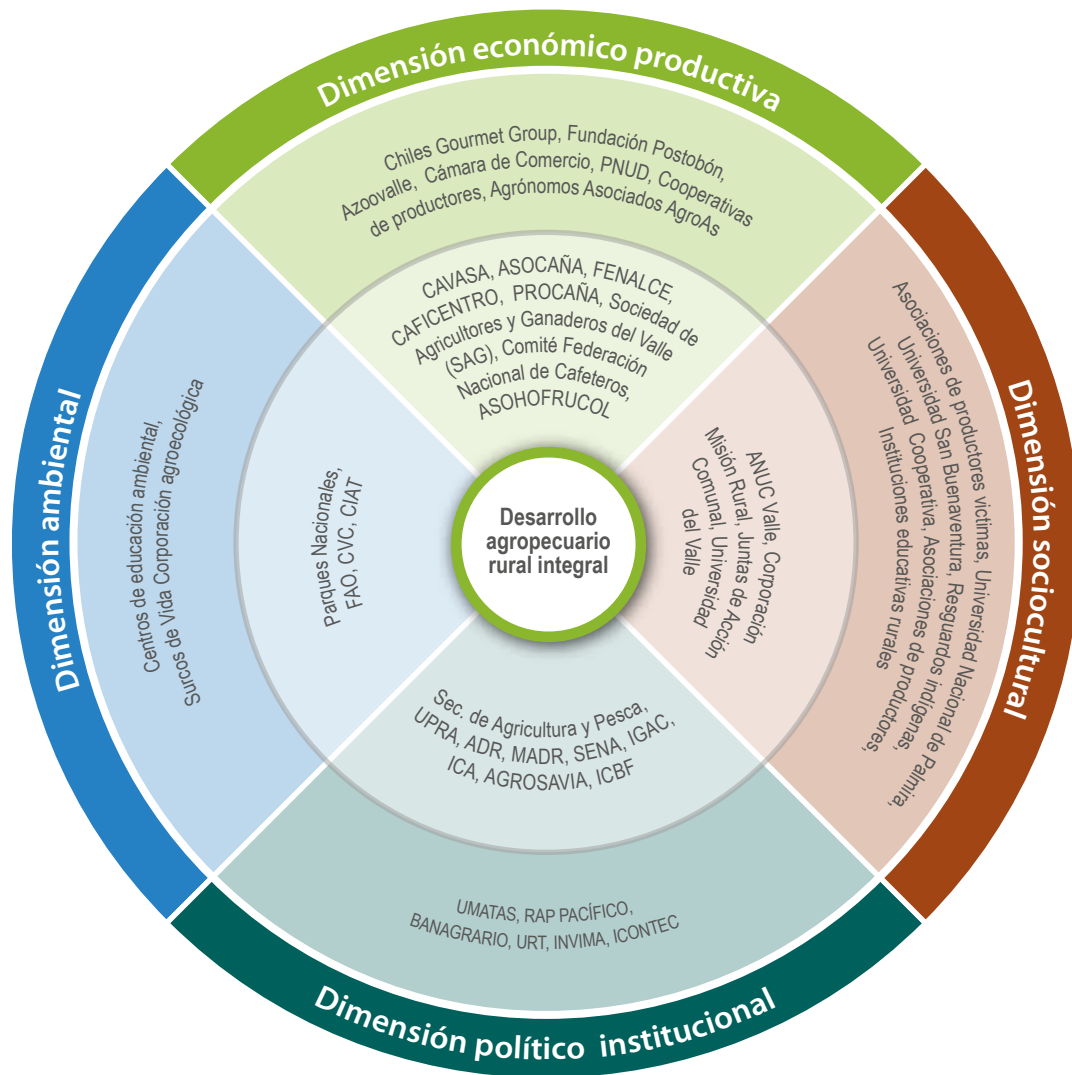 Dimensión económico productiva
Chiles Gourmet Group, Fundación Postobón,
Azoovalle, Cámara de Comercio, PNUD, Cooperativas
de productores, Agrónomos Asociados AgroAs
CAVASA, ASOCAÑA, FENALCE,
CAFICENTRO, PROCAÑA, Sociedad de
Agricultores y Ganaderos del Valle
(SAG), Comité Federación
Nacional de Cafeteros,
ASOHOFRUCOL
Dimensión ambiental
Centros de educación ambiental,
Surcos de Vida Corporación agroecológica
Parques Nacionales,
FAO, CVC, CIAT
Desarrollo
agropecuario
rural integral
ANUC Valle, Corporación
Misión Rural, Juntas de Acción
Comunal, Universidad
del Valle
Asociaciones de productores victimas, Universidad Nacional de Palmira,
Universidad San Buenaventura, Resguardos indígenas,
Universidad Cooperativa, Asociaciones de productores,
Instituciones educativas rurales
Dimensión sociocultural
Sec. de Agricultura y Pesca,
UPRA, ADR, MADR, SENA, IGAC,
ICA, AGROSAVIA, ICBF
UMATAS, RAP PACÍFICO,
BANAGRARIO, URT, INVIMA, ICONTEC
Dimensión político institucional